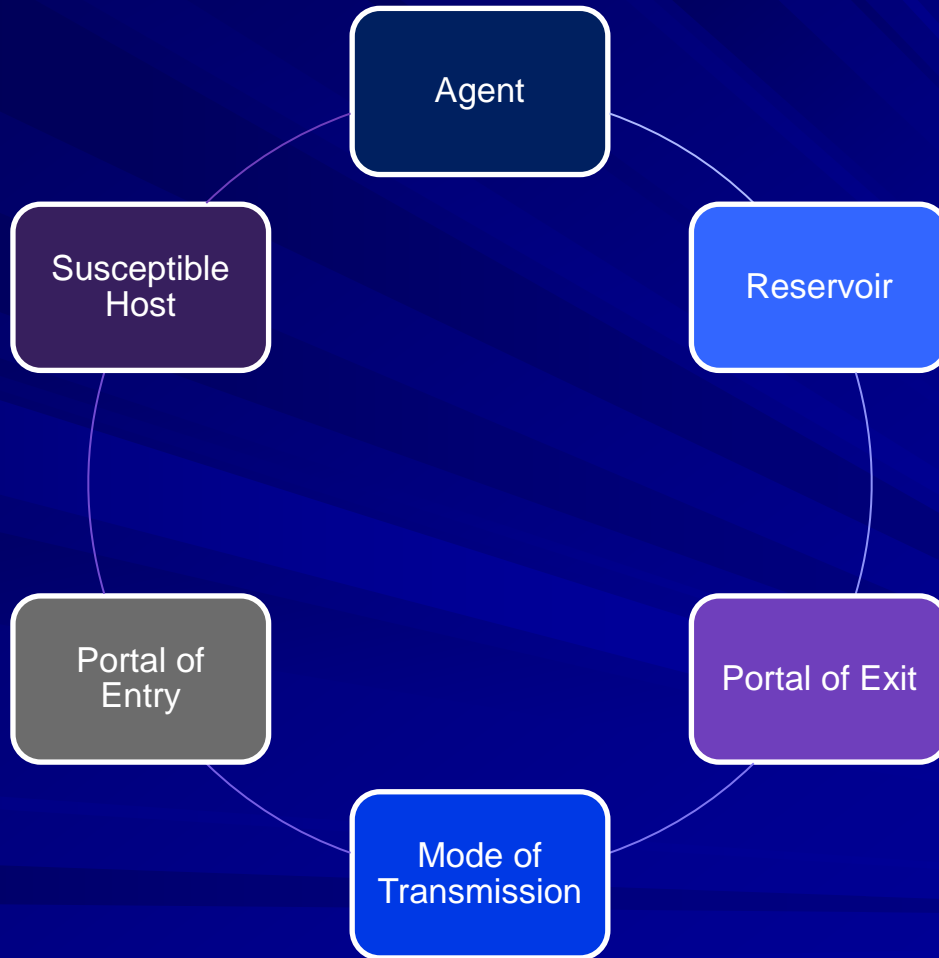 Agent
Reservoir
Portal of Exit
Mode of
Transmission
Portal of
Entry
Susceptible
Host